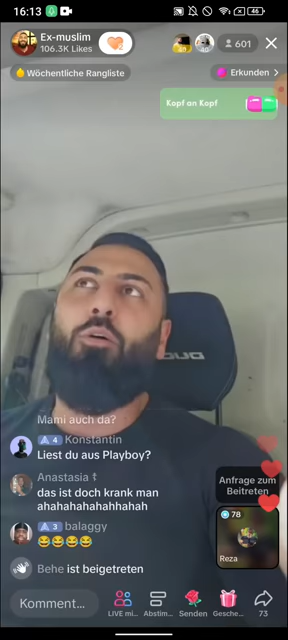 16:13
46
Ex-muslim
106.3K Likes
601
Wöchentliche Rangliste
Erkunden
Kopf an Kopf
Mami auch da?
4 Konstantin
Liest du aus Playboy?
Anastasia
das ist doch krank man
ahahahahahahhahah
3 balaggy
😂😂😂😂
Behe ist beigetreten
Anfrage zum
Beitreten
78
Reza
Komment...
LIVE mi...
Abstim...
Senden
Gesche...
73